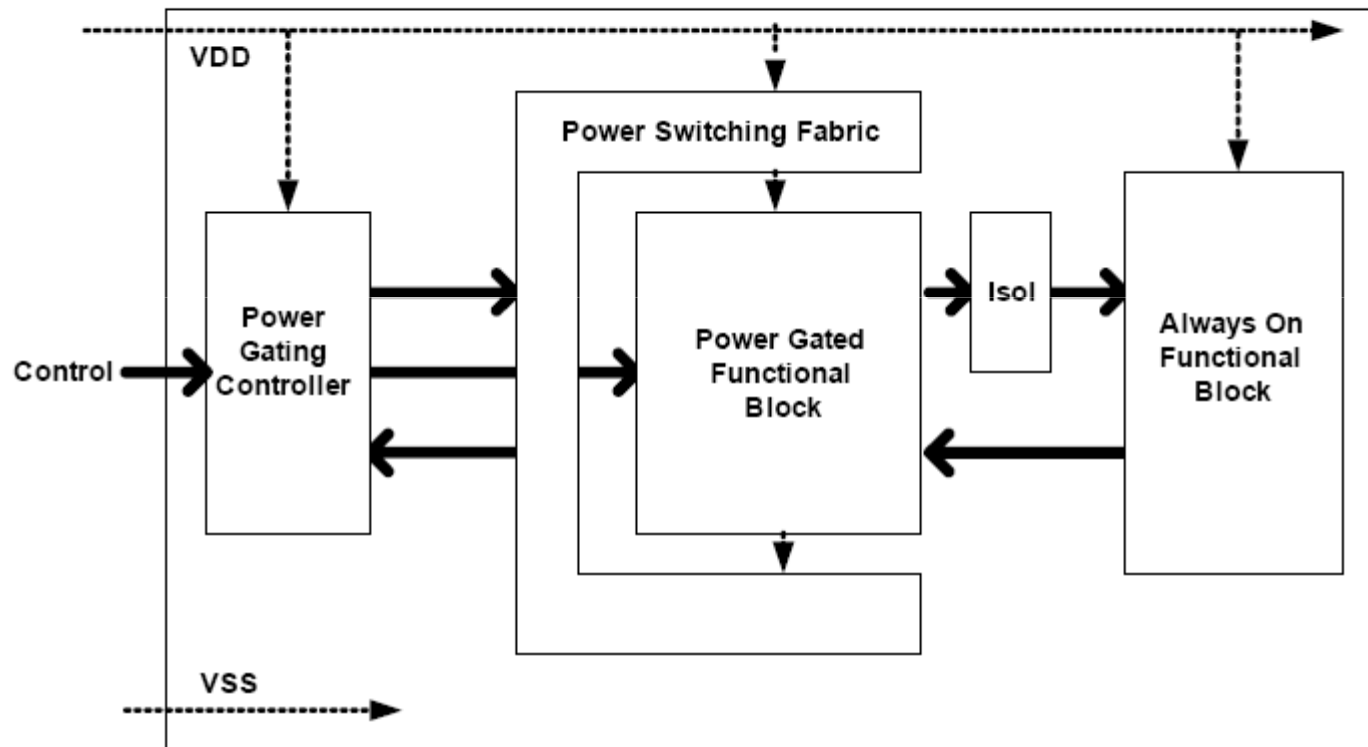 VDD
Power Switching Fabric
Power
Gating
Controller
Control
Power Gated
Functional
Block
Isol
Always On
Functional
Block
VSS